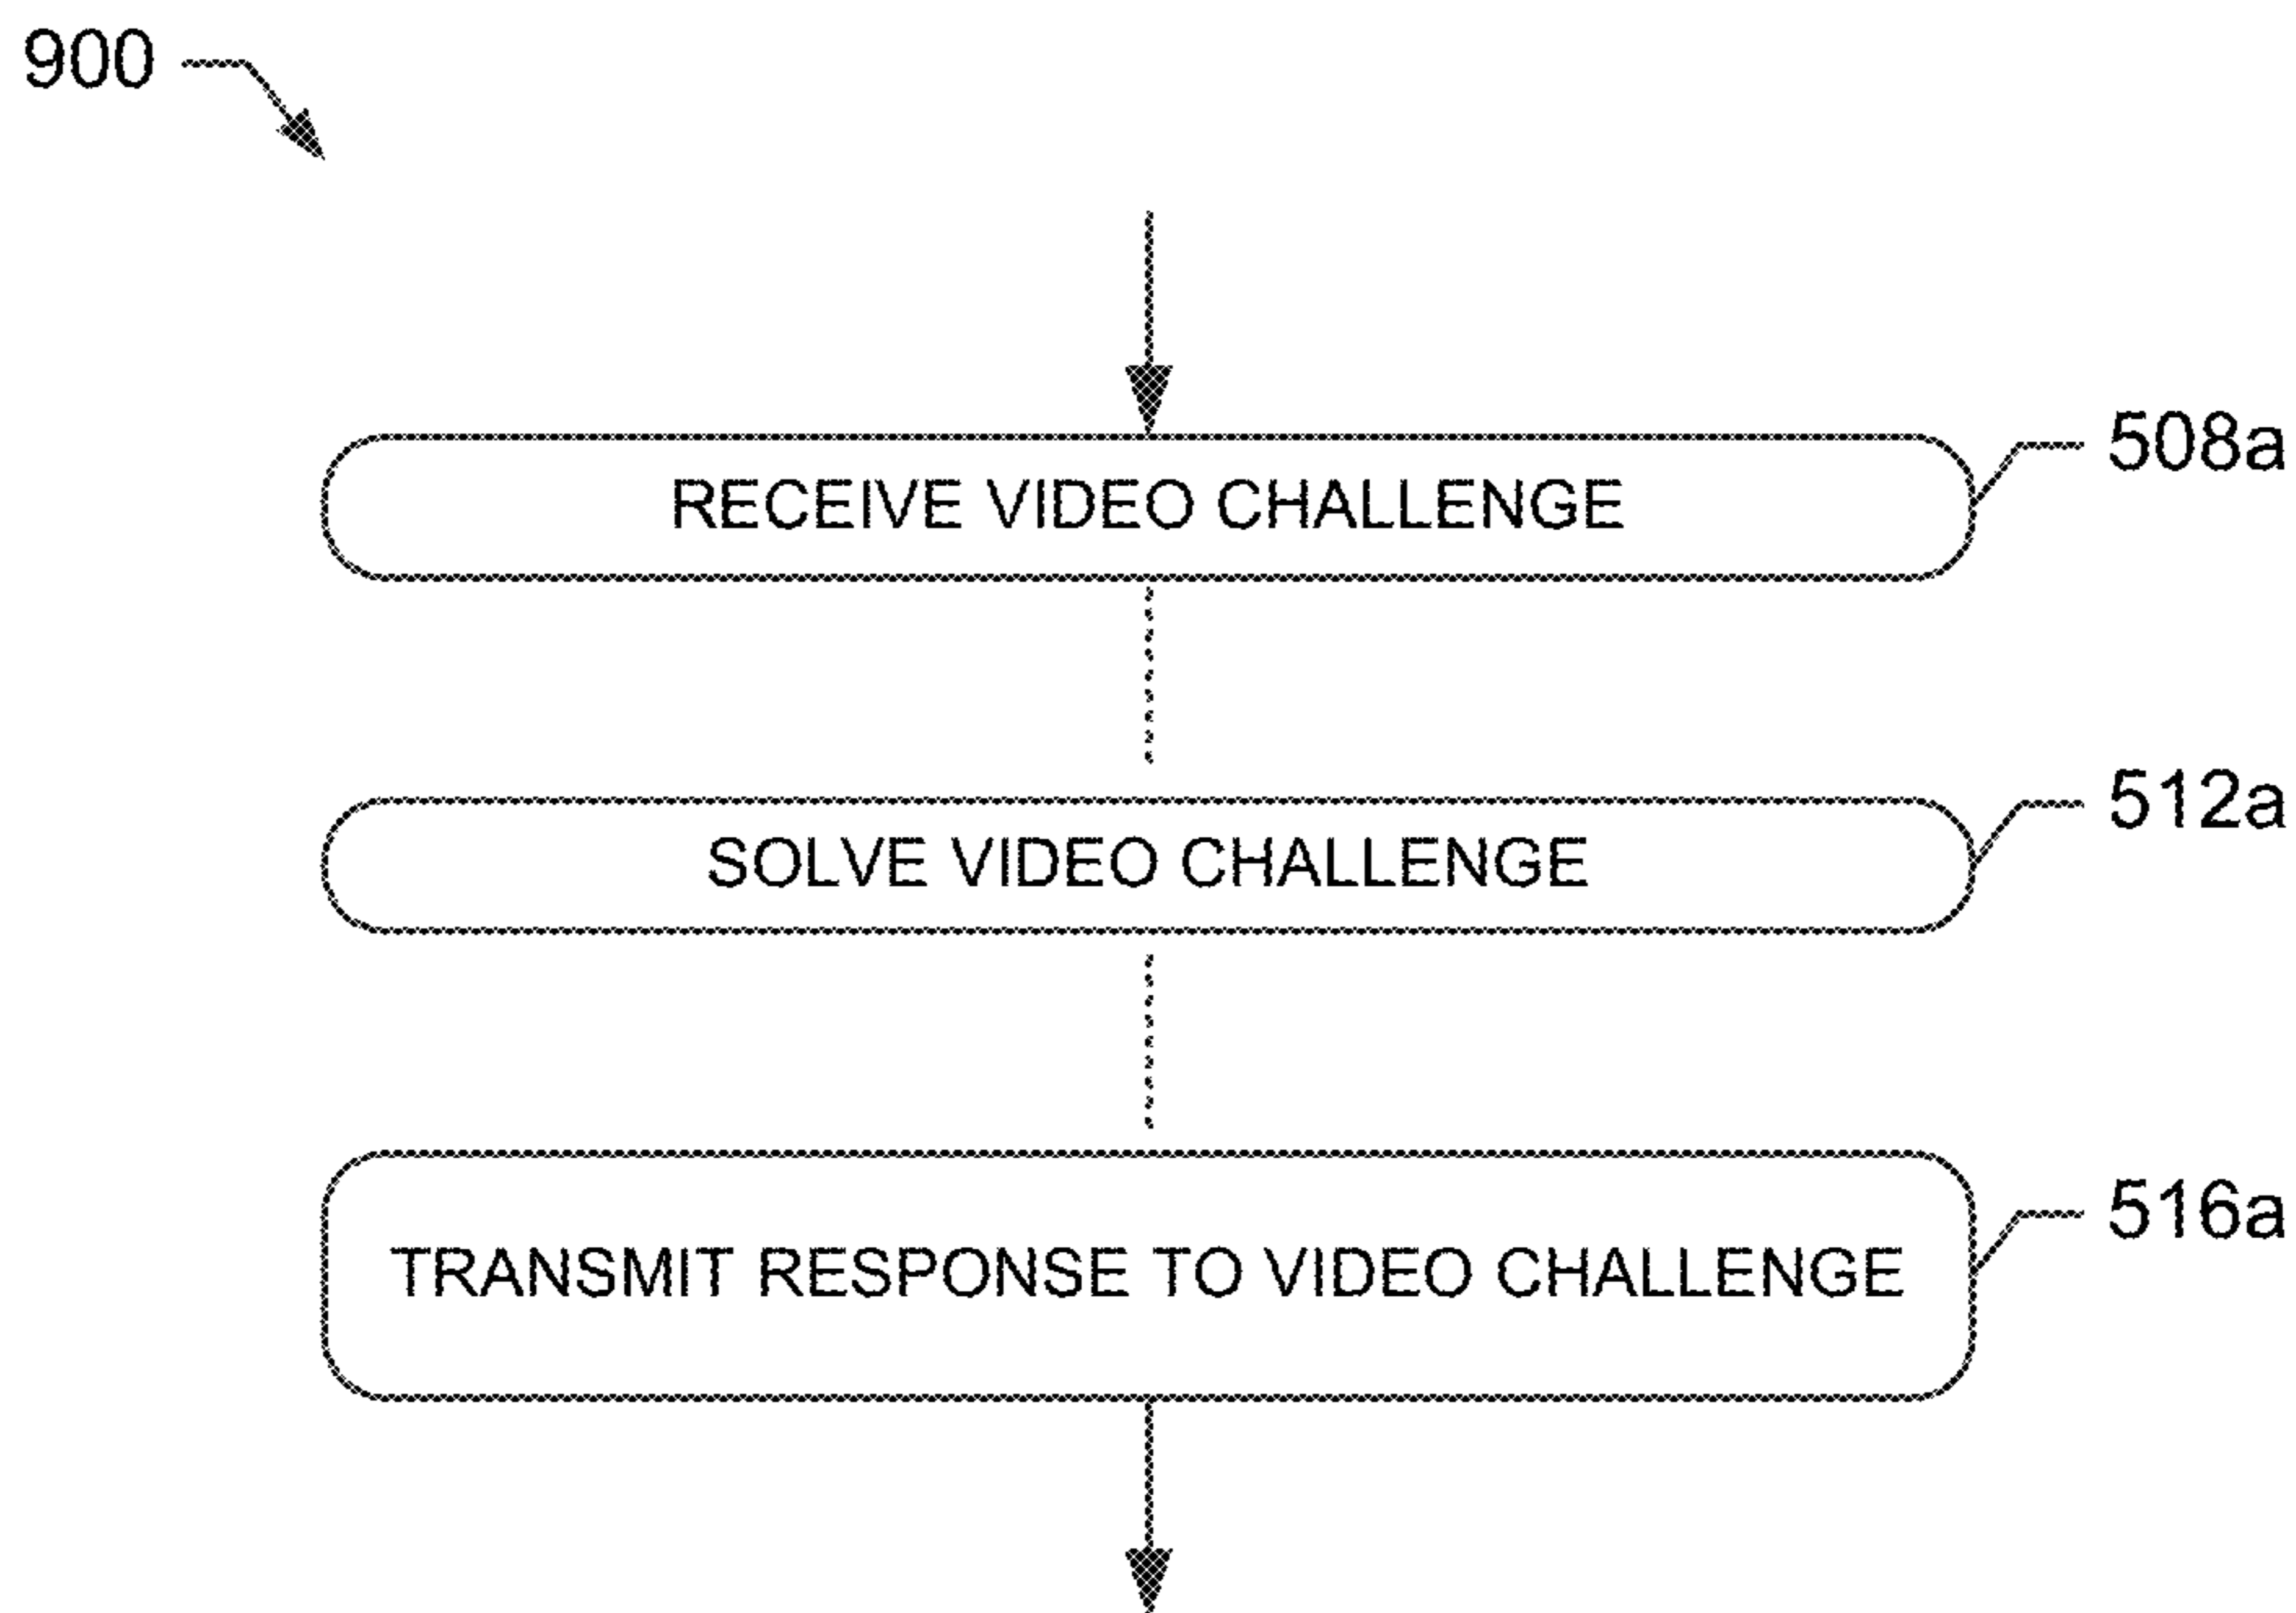 900
RECEIVE VIDEO CHALLENGE
508a
SOLVE VIDEO CHALLENGE
512a
TRANSMIT RESPONSE TO VIDEO CHALLENGE
516a